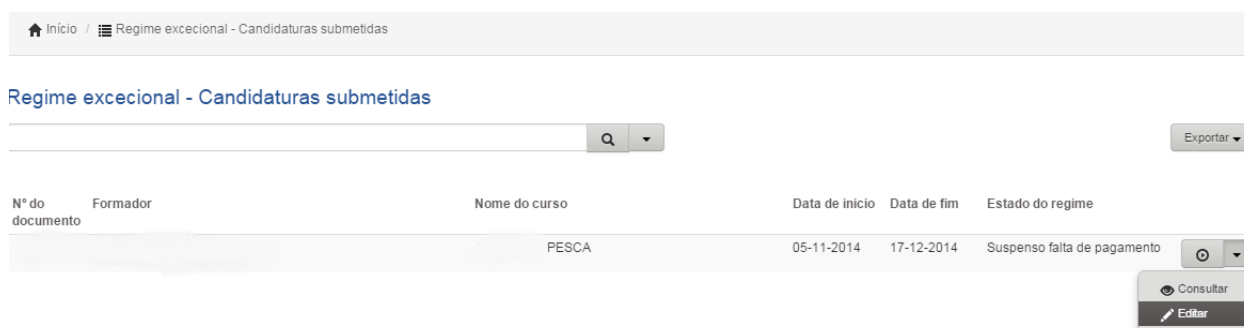 Início / Regime excecional - Candidaturas submetidas
Regime excecional - Candidaturas submetidas
Exportar
Nº do documento Formador Nome do curso Data de inicio Data de fim Estado do regime
PESCA 05-11-2014 17-12-2014 Suspenso falta de pagamento
Consultar
Editar